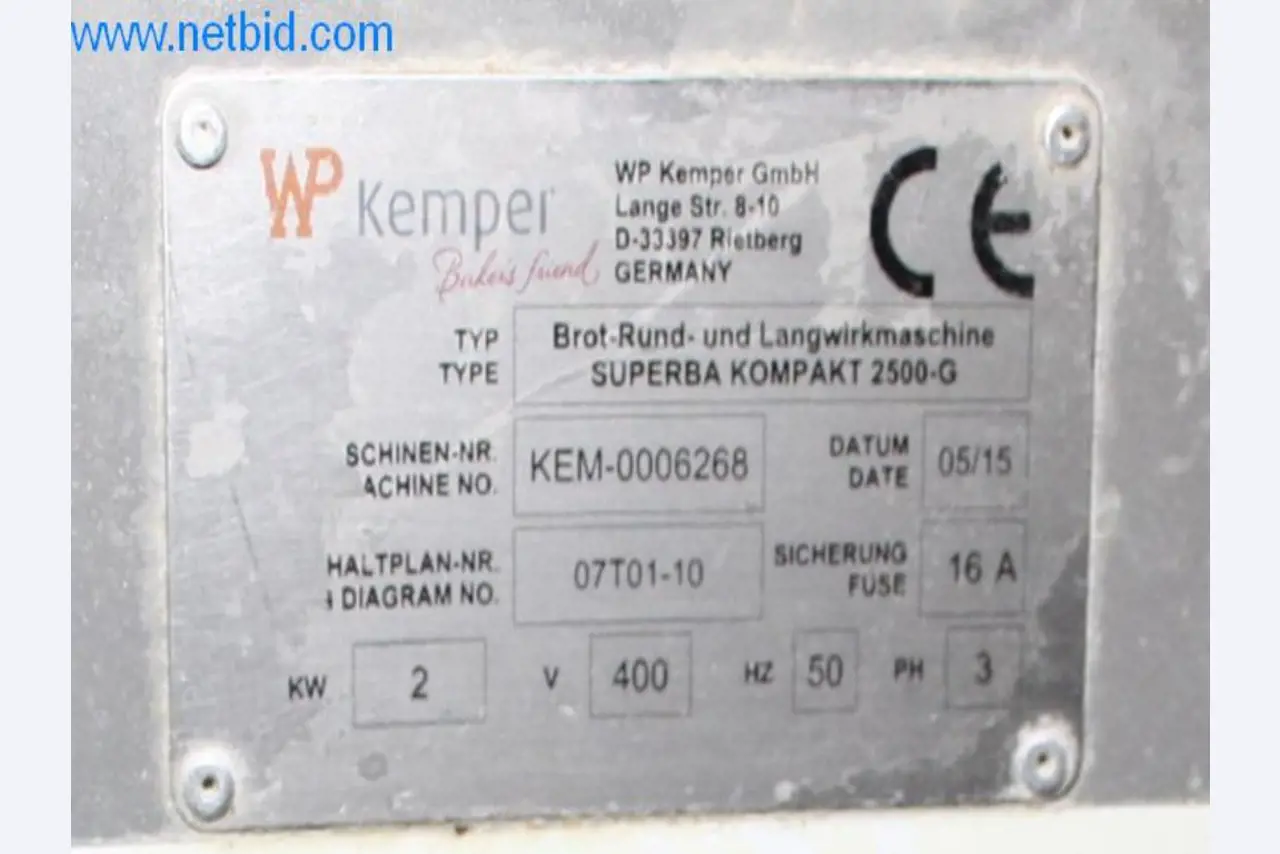 www.netbid.com
WP Kemper
Baker's friend
WP Kemper GmbH
Lange Str. 8-10
D-33397 Rietberg
GERMANY
CE
TYP
TYPE
Brot-Rund- und Langwirkmaschine
SUPERBA KOMPAKT 2500-G
SCHINEN-NR.
ACHINE NO.
KEM-0006268
DATUM
DATE
05/15
HALTPLAN-NR.
DIAGRAM NO.
07T01-10
SICHERUNG
FUSE
16 A
KW 2 V 400 HZ 50 PH 3